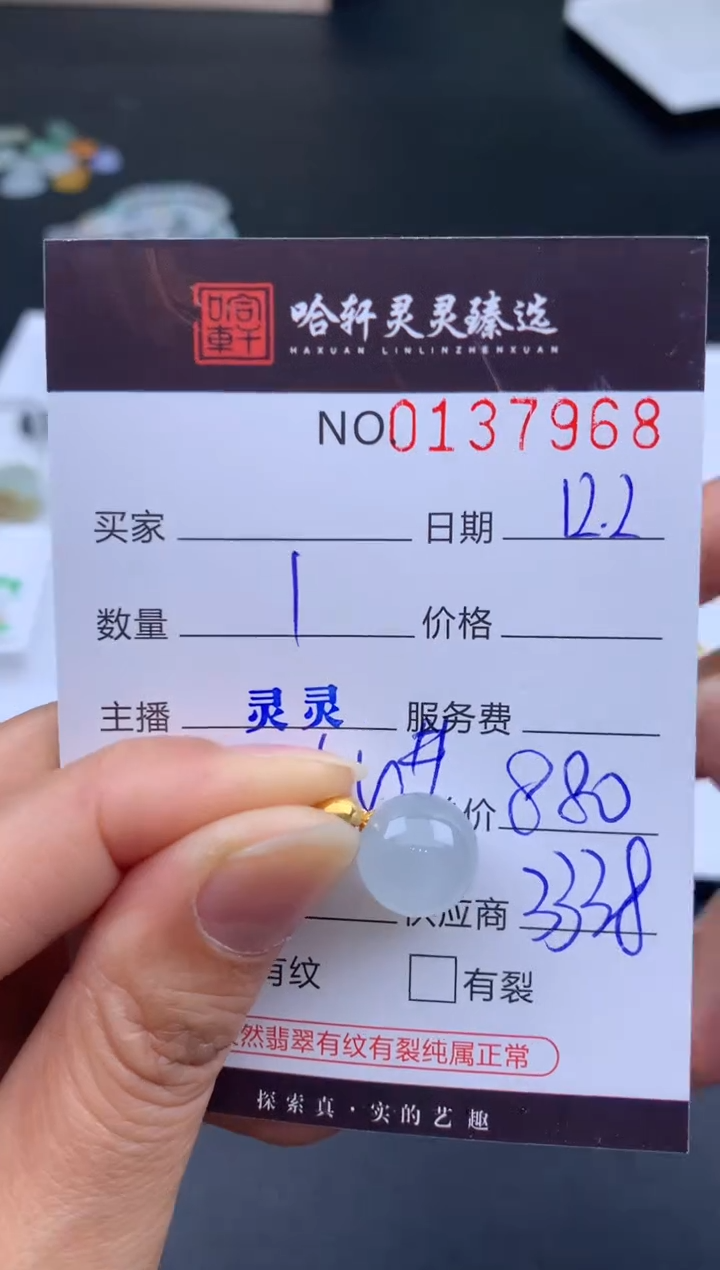 哈轩
哈轩灵灵臻选
HAXUAN LINLINZHENXUAN
NO0137968
买家 日期 12.2
数量 1 价格
主播 灵灵 服务费
价 880
供应商 3338
有纹 有裂
然翡翠有纹有裂纯属正常
探索真·实的艺趣